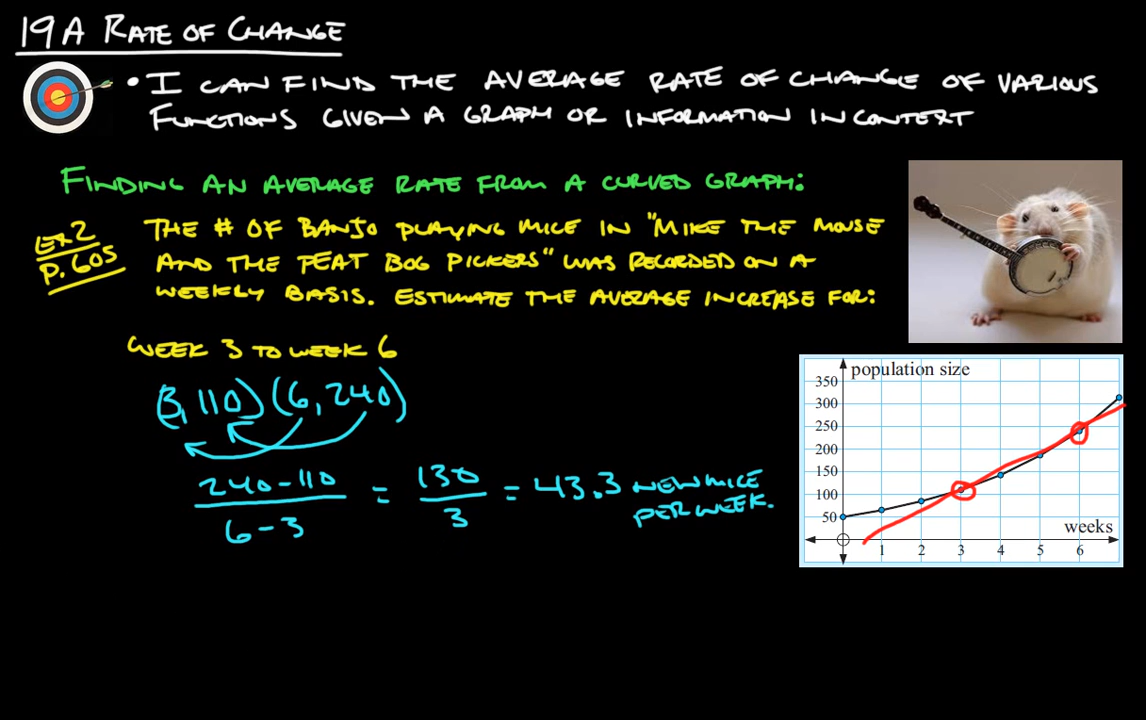 19A RATE OF CHANGE
• I CAN FIND THE AVERAGE RATE OF CHANGE OF VARIOUS
FUNCTIONS GIVEN A GRAPH OR INFORMATION IN CONTEXT
FINDING AN AVERAGE RATE FROM A CURVED GRAPH:
EX 2
P. 605
THE # OF BANJO PLAYING MICE IN "MIKE THE MOUSE
AND THE PEAT BOG PICKERS" WAS RECORDED ON A
WEEKLY BASIS. ESTIMATE THE AVERAGE INCREASE FOR:
WEEK 3 TO WEEK 6
(3, 110) (6, 240)
240-110 / 6-3 = 130 / 3 = 43.3 NEW MICE
PER WEEK.
population size
350
300
250
200
150
100
50
weeks
1 2 3 4 5 6